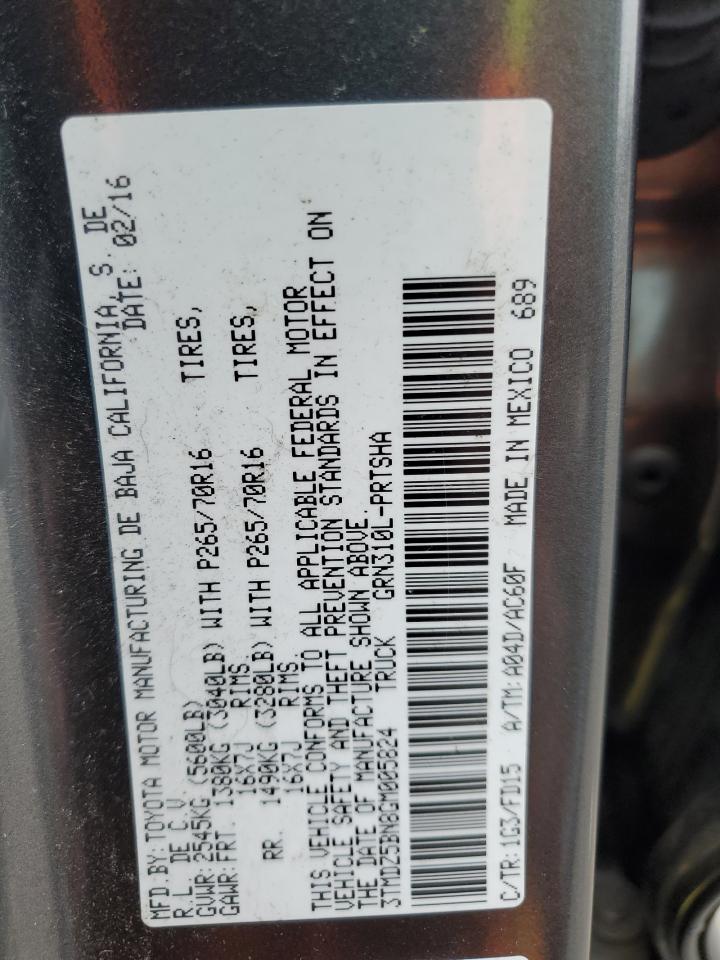 MFD.BY: TOYOTA MOTOR MANUFACTURING DE BAJA CALIFORNIA, S. DE
R.L. DE C.V. DATE: 02/16
GVWR: 2545KG (5600LB)
GAWR: FRT. 1380KG (3040LB) WITH P265/70R16 TIRES,
16X7J RIMS.
RR. 1490KG (3280LB) WITH P265/70R16 TIRES,
16X7J RIMS.
THIS VEHICLE CONFORMS TO ALL APPLICABLE FEDERAL MOTOR
VEHICLE SAFETY AND THEFT PREVENTION STANDARDS IN EFFECT ON
THE DATE OF MANUFACTURE SHOWN ABOVE.
3TMDZ5BN8GM005824 TRUCK GRN310L-PRTSHA
C/TR: 1G3/FD15 A/TM: A04D/AC60F MADE IN MEXICO 689